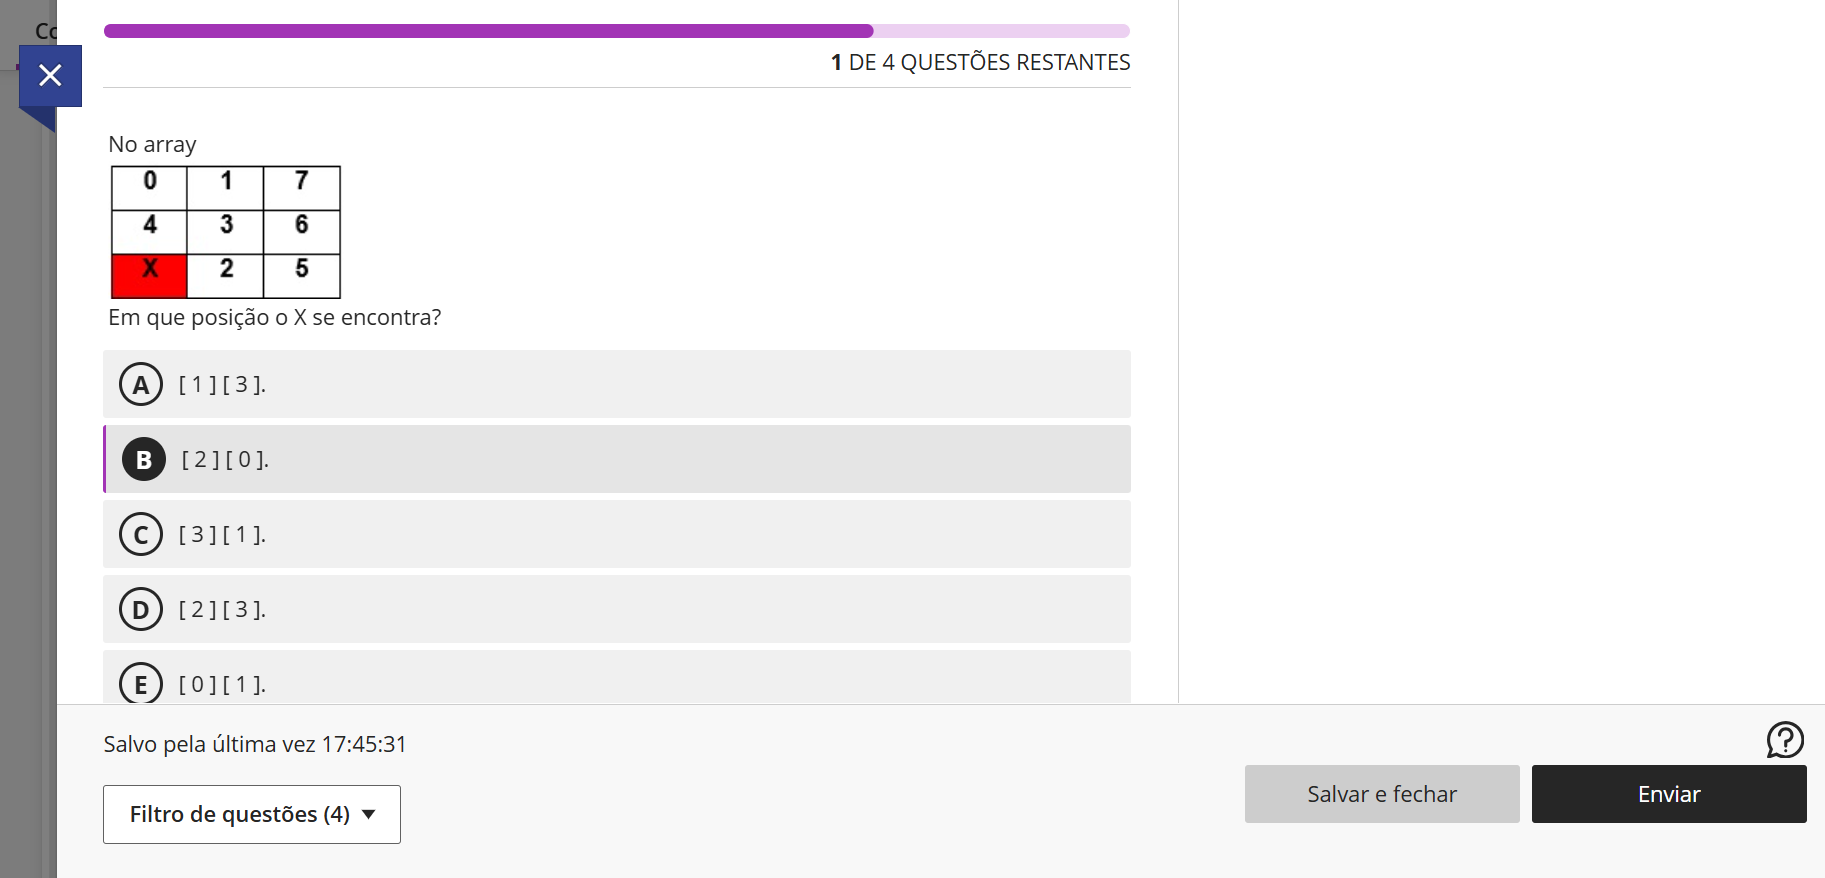 Co
1 DE 4 QUESTÕES RESTANTES
No array
0 1 7
4 3 6
X 2 5
Em que posição o X se encontra?
A [ 1 ] [ 3 ].
B [ 2 ] [ 0 ].
C [ 3 ] [ 1 ].
D [ 2 ] [ 3 ].
E [ 0 ] [ 1 ].
Salvo pela última vez 17:45:31
Filtro de questões (4)
Salvar e fechar
Enviar